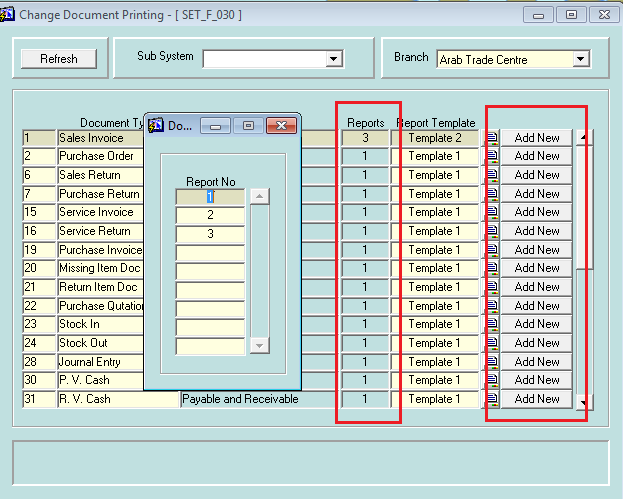 Change Document Printing - [ SET_F_030 ]
Refresh
Sub System
Branch
Arab Trade Centre
Document Ty
Reports
Report Template
1 Sales Invoice 3 Template 2 Add New
2 Purchase Order 1 Template 1 Add New
6 Sales Return 1 Template 1 Add New
7 Purchase Return 1 Template 1 Add New
15 Service Invoice 1 Template 1 Add New
16 Service Return 1 Template 1 Add New
19 Purchase Invoice 1 Template 1 Add New
20 Missing Item Doc 1 Template 1 Add New
21 Return Item Doc 1 Template 1 Add New
22 Purchase Qutation 1 Template 1 Add New
23 Stock In 1 Template 1 Add New
24 Stock Out 1 Template 1 Add New
28 Journal Entry 1 Template 1 Add New
30 P. V. Cash 1 Template 1 Add New
31 R. V. Cash Payable and Receivable 1 Template 1 Add New
Do...
Report No
1
2
3